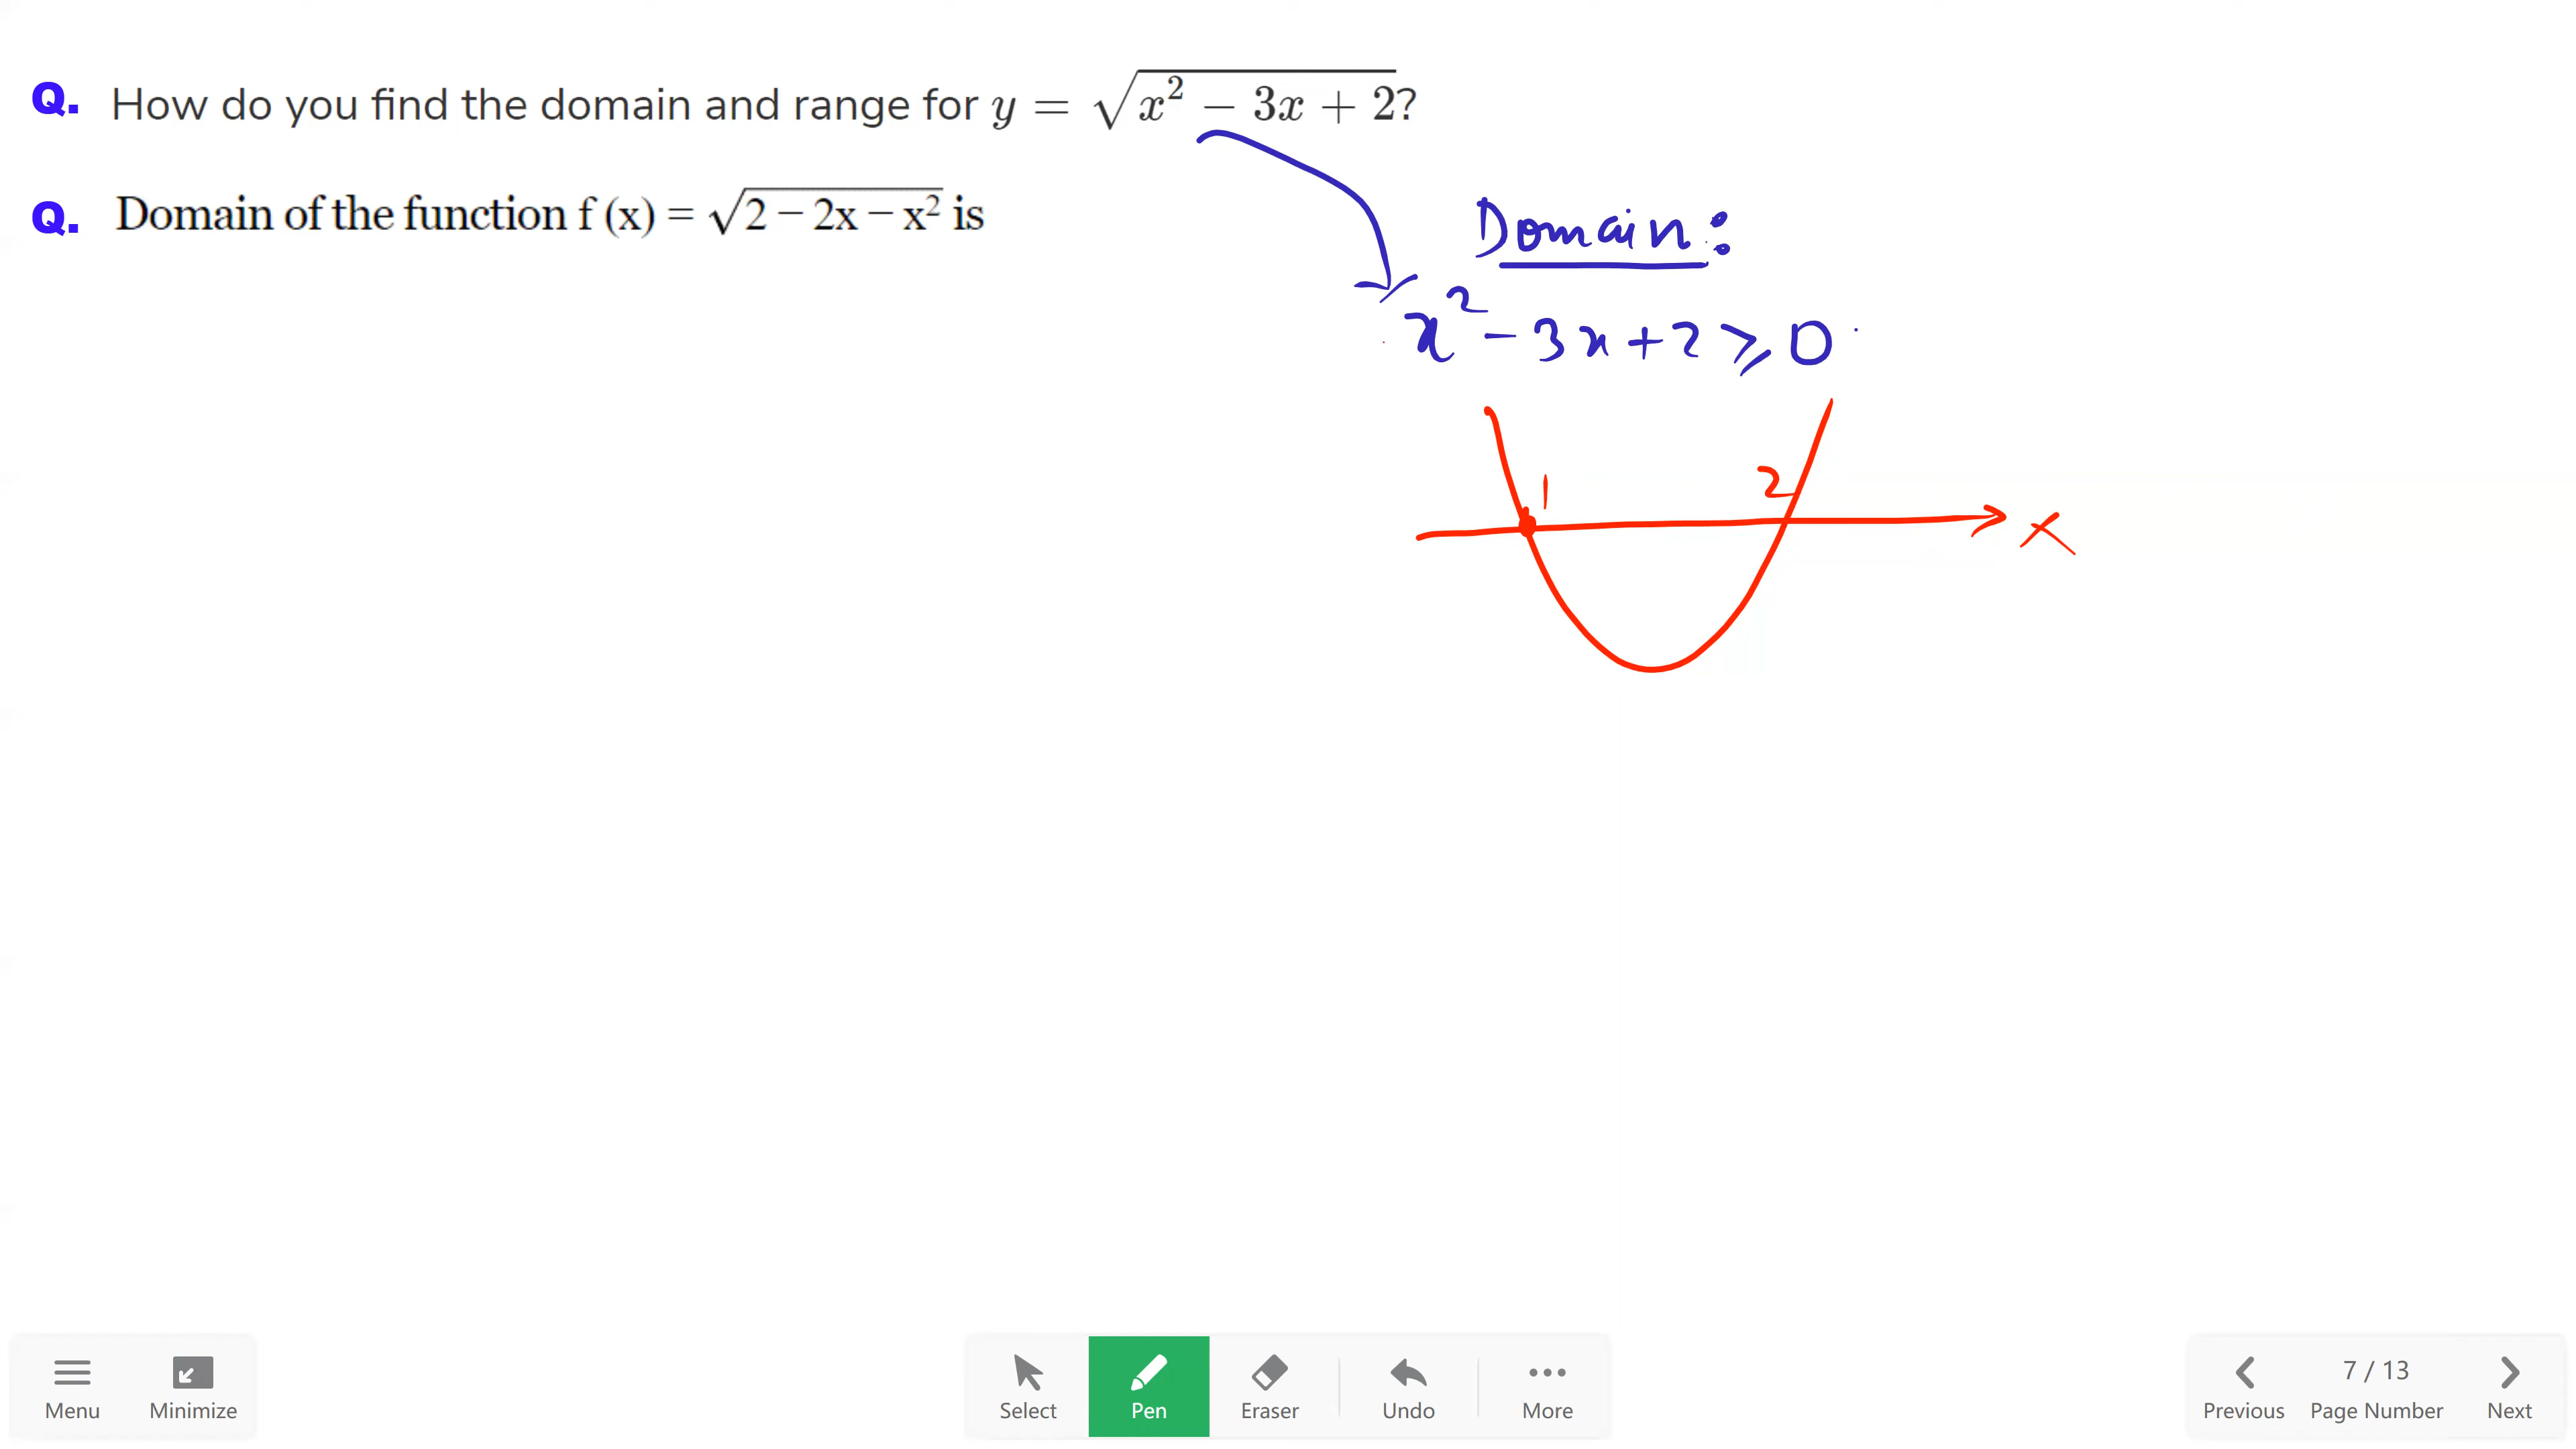 Q. How do you find the domain and range for y = √(x² − 3x + 2)?
Q. Domain of the function f (x) = √(2 − 2x − x²) is
Domain:
x² - 3x + 2 ≥ 0
1 2
x
Menu Minimize Select Pen Eraser Undo More Previous 7 / 13 Page Number Next